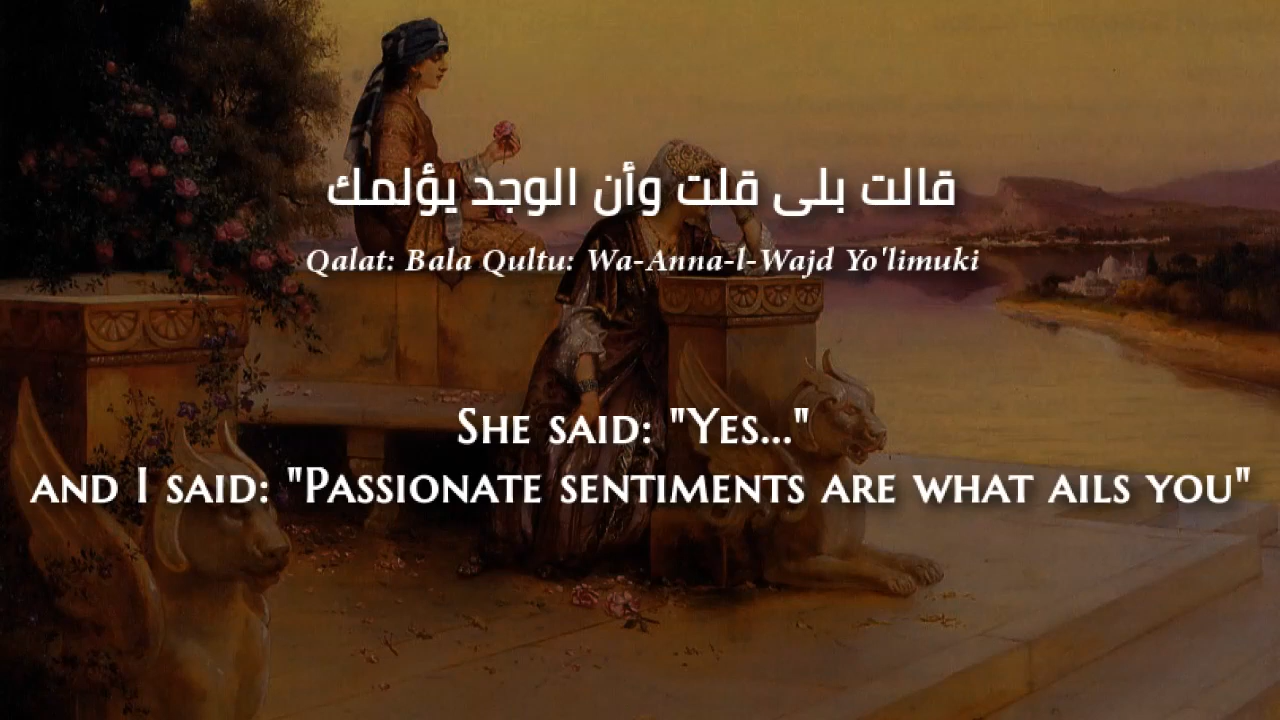 قالت بلى قلت وأن الوجد يؤلمك
Qalat: Bala Qultu: Wa-Anna-l-Wajd Yo'limuki
She said: "Yes..."
and I said: "Passionate sentiments are what ails you"